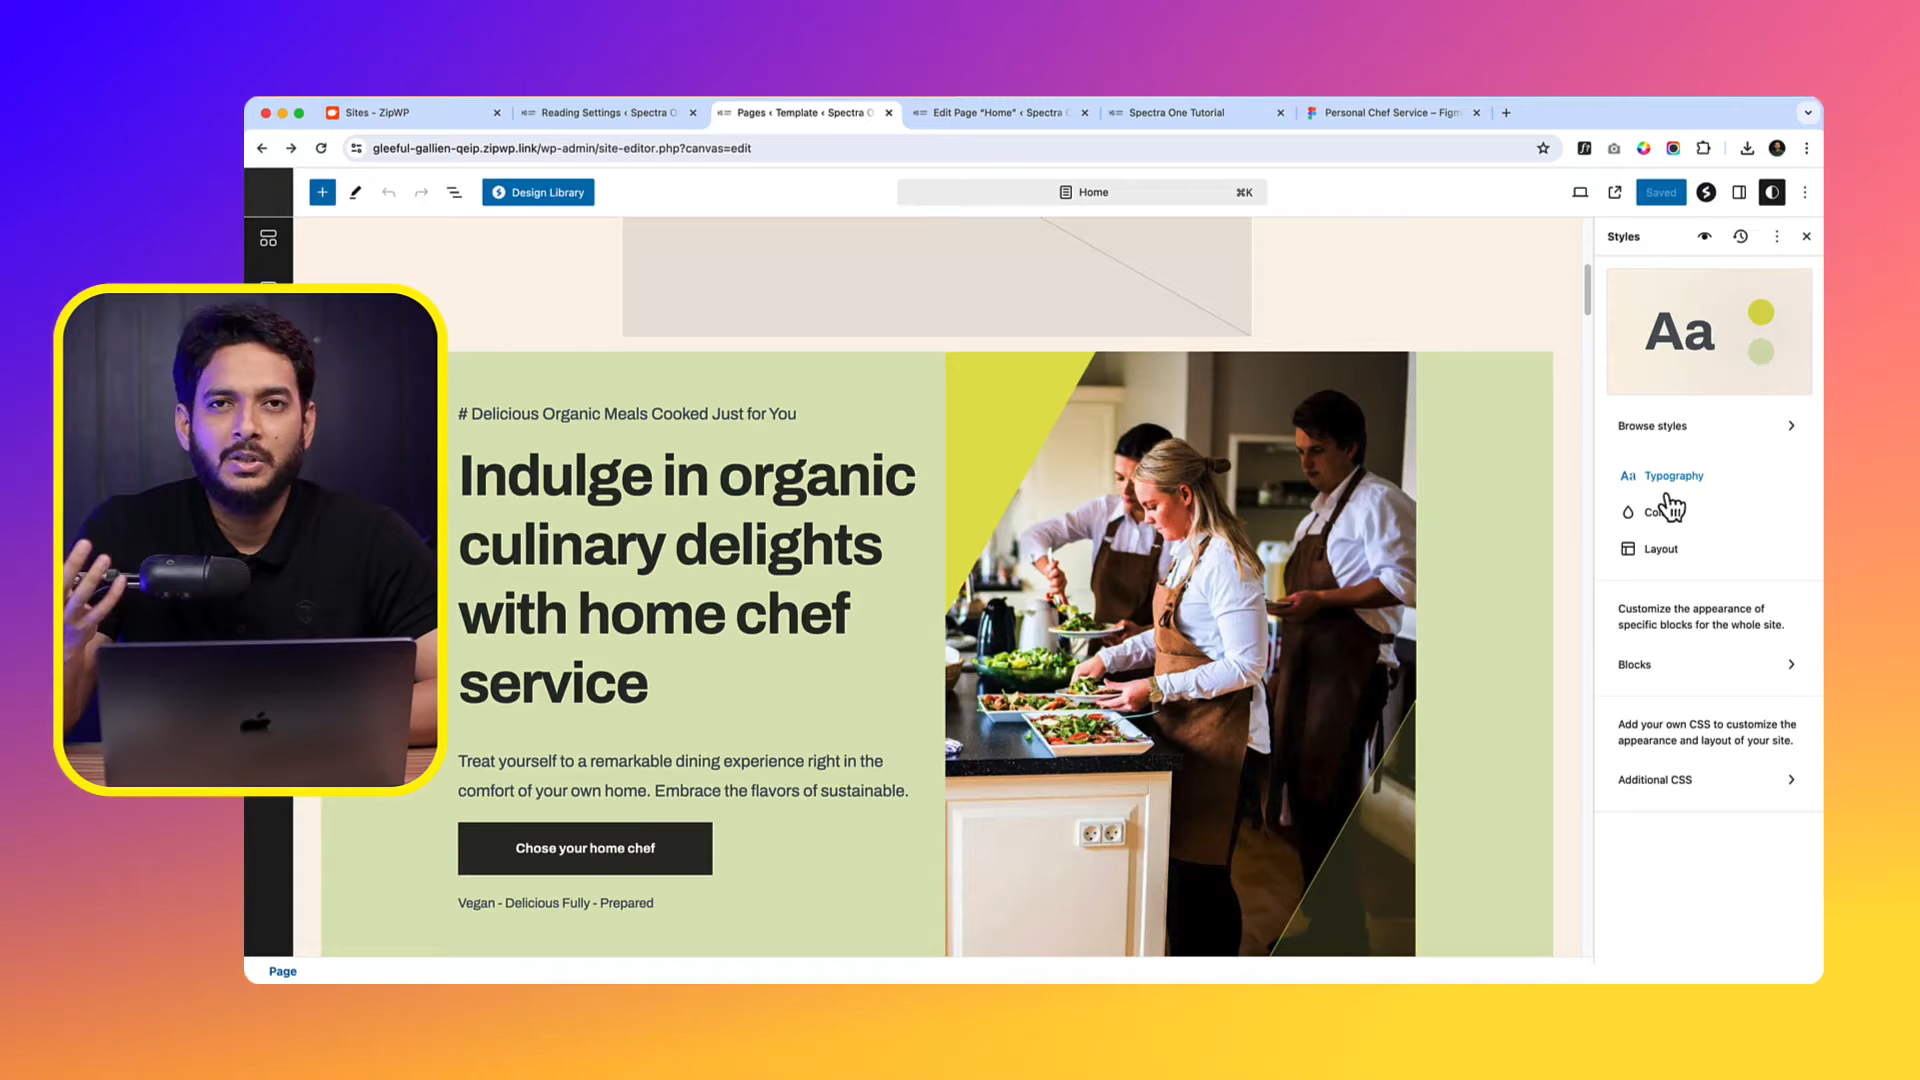 Sites - ZipWP
Reading Settings ‹ Spectra O
Pages ‹ Template ‹ Spectra O
Edit Page "Home" ‹ Spectra
Spectra One Tutorial
Personal Chef Service – Figm
gleeful-gallien-qeip.zipwp.link/wp-admin/site-editor.php?canvas=edit
Design Library
Home
⌘K
Saved
Styles
Aa
Browse styles
Aa Typography
Layout
Customize the appearance of
specific blocks for the whole site.
Blocks
Add your own CSS to customize the
appearance and layout of your site.
Additional CSS
# Delicious Organic Meals Cooked Just for You
Indulge in organic
culinary delights
with home chef
service
Treat yourself to a remarkable dining experience right in the
comfort of your own home. Embrace the flavors of sustainable.
Chose your home chef
Vegan - Delicious Fully - Prepared
Page